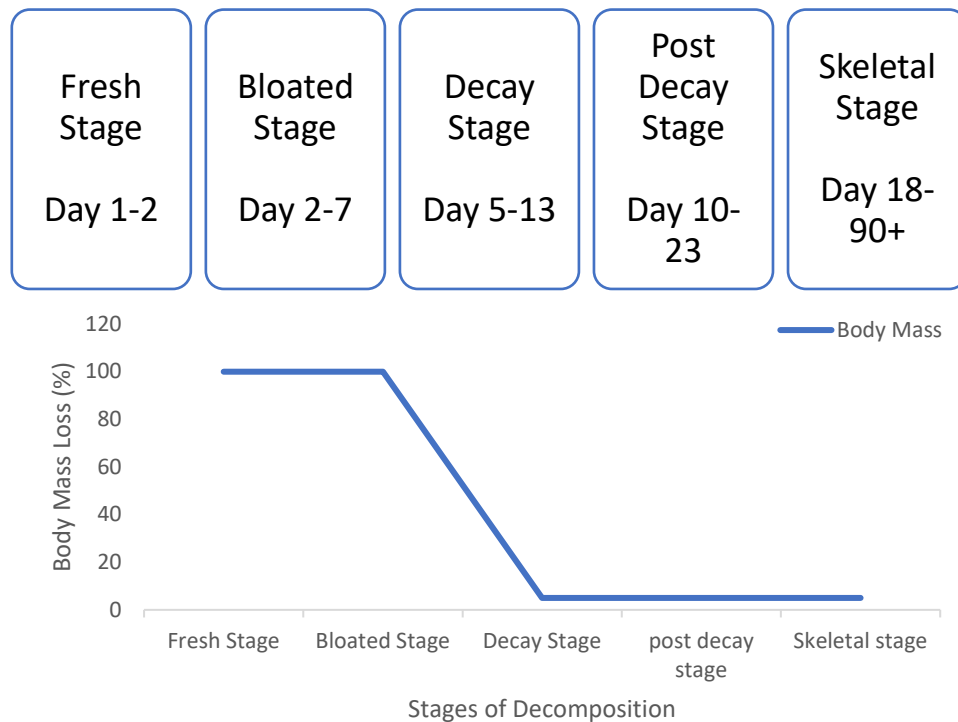 Fresh
Stage
Day 1-2
Bloated
Stage
Day 2-7
Decay
Stage
Day 5-13
Post
Decay
Stage
Day 10-
23
Skeletal
Stage
Day 18-
90+
Body Mass
Body Mass Loss (%)
120
100
80
60
40
20
0
Fresh Stage
Bloated Stage
Decay Stage
post decay
stage
Skeletal stage
Stages of Decomposition